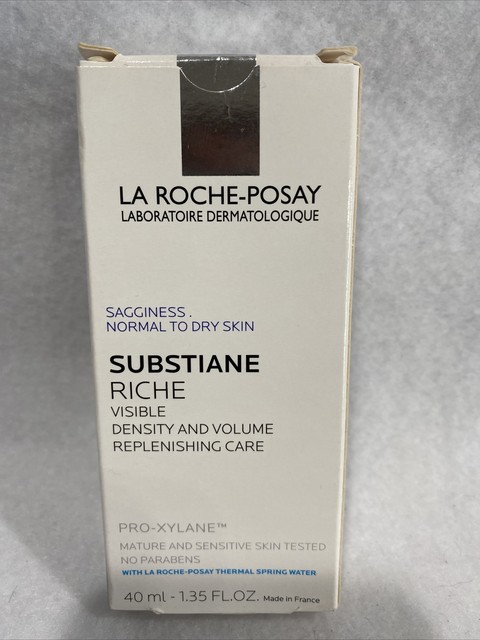 LA ROCHE-POSAY
LABORATOIRE DERMATOLOGIQUE
SAGGINESS .
NORMAL TO DRY SKIN
SUBSTIANE
RICHE
VISIBLE
DENSITY AND VOLUME
REPLENISHING CARE
PRO-XYLANE™
MATURE AND SENSITIVE SKIN TESTED
NO PARABENS
WITH LA ROCHE-POSAY THERMAL SPRING WATER
40 ml - 1.35 FL.OZ. Made in France